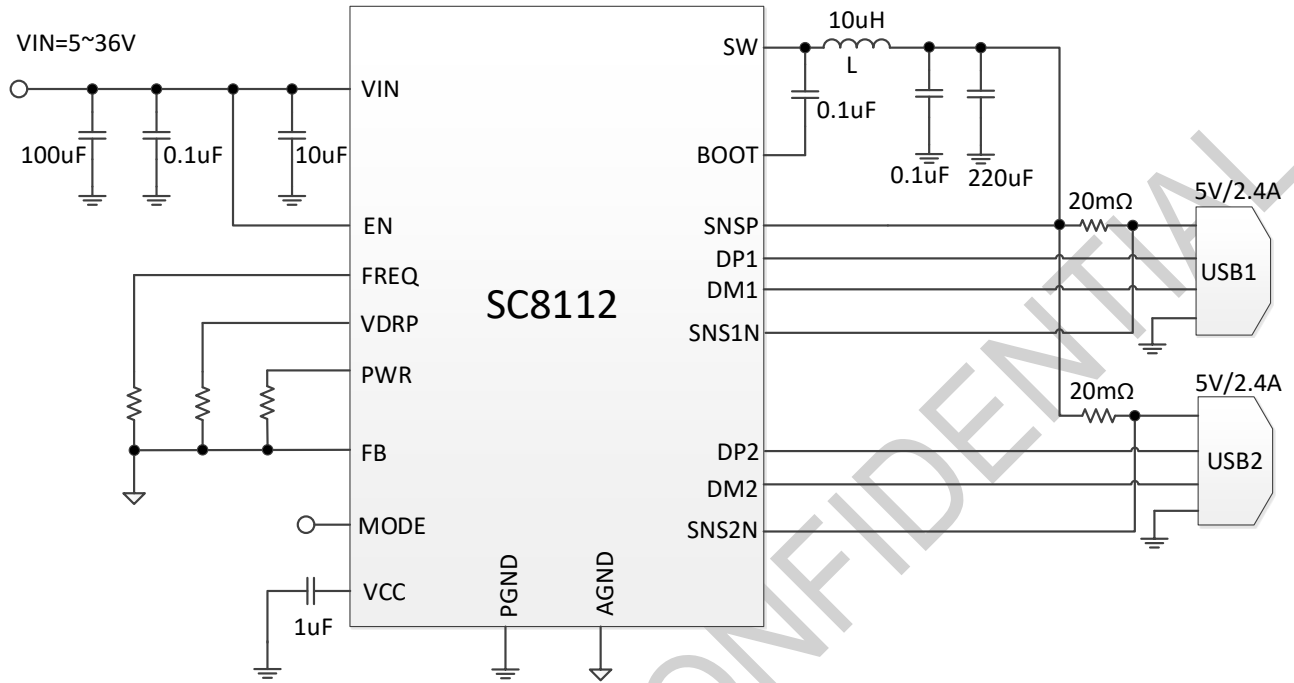 VIN=5~36V
100uF
0.1uF
10uF
VIN
EN
FREQ
VDRP
PWR
FB
MODE
VCC
1uF
SC8112
PGND
AGND
SW
BOOT
SNSP
DP1
DM1
SNS1N
DP2
DM2
SNS2N
10uH
L
0.1uF
0.1uF
220uF
20mΩ
5V/2.4A
USB1
20mΩ
5V/2.4A
USB2
CONFIDENTIAL